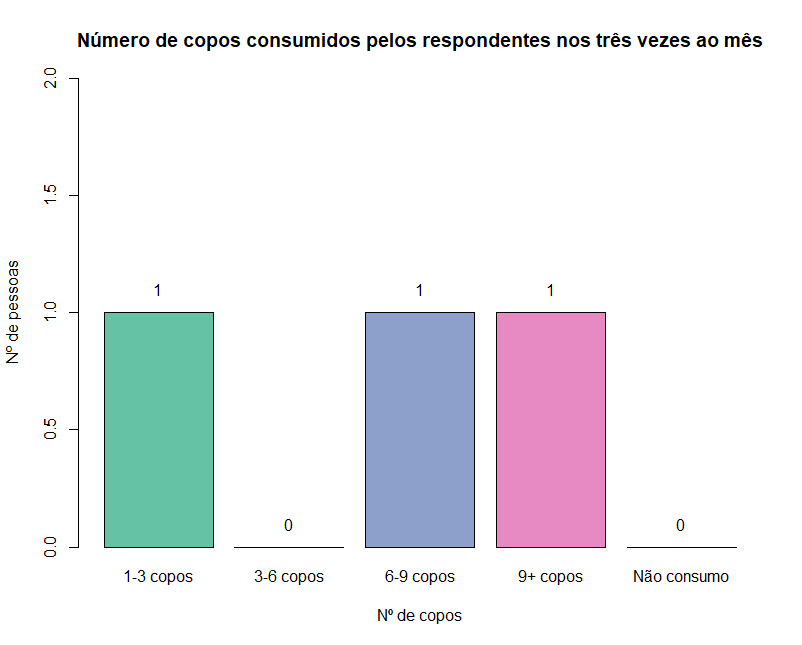 Número de copos consumidos pelos respondentes nos três vezes ao mês
2.0
1.5
1.0
0.5
0.0
Nº de pessoas
1
0
1
1
0
1-3 copos
3-6 copos
6-9 copos
9+ copos
Não consumo
Nº de copos